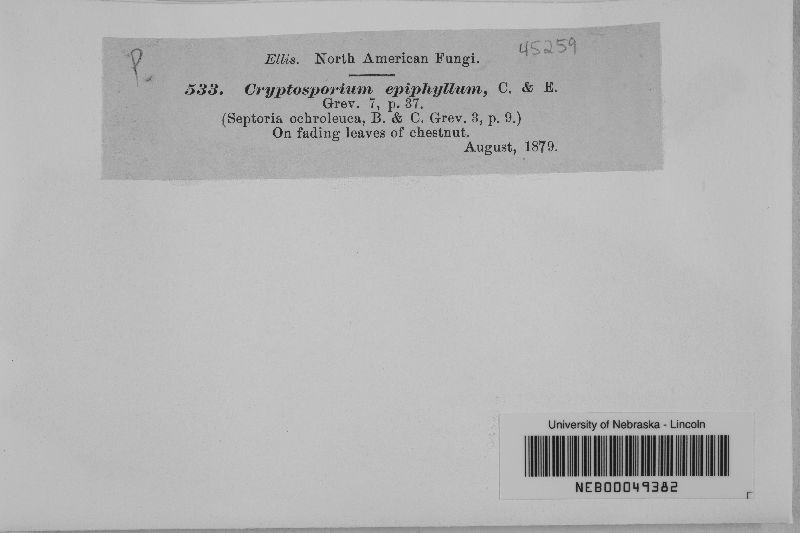 P.
Ellis. North American Fungi.
45259
533. Cryptosporium epiphyllum, C. & E.
Grev. 7, p. 37.
(Septoria ochroleuca, B. & C. Grev. 3, p. 9.)
On fading leaves of chestnut.
August, 1879.
University of Nebraska - Lincoln
NEB00049382